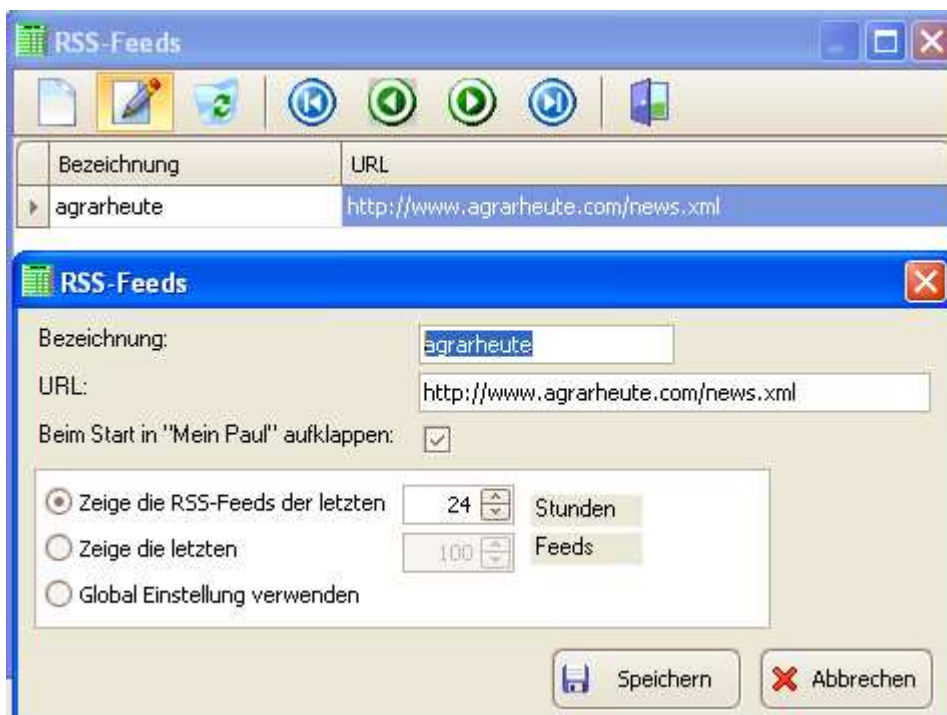 RSS-Feeds
Bezeichnung URL
agrarheute http://www.agrarheute.com/news.xml
RSS-Feeds
Bezeichnung: agrarheute
URL: http://www.agrarheute.com/news.xml
Beim Start in "Mein Paul" aufklappen:
Zeige die RSS-Feeds der letzten 24 Stunden
Zeige die letzten 100 Feeds
Global Einstellung verwenden
Speichern Abbrechen